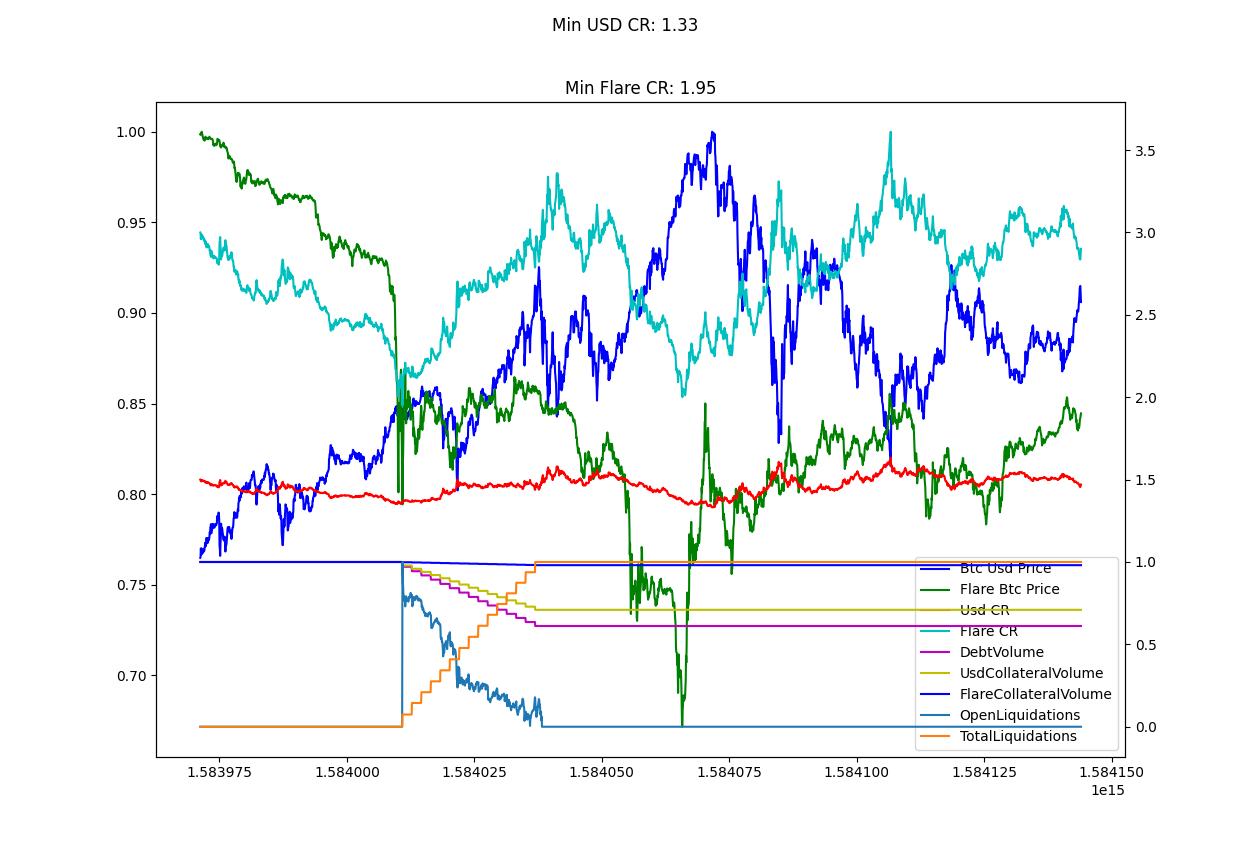 Min USD CR: 1.33
Min Flare CR: 1.95
1.00
0.95
0.90
0.85
0.80
0.75
0.70
3.5
3.0
2.5
2.0
1.5
1.0
0.5
0.0
Btc Usd Price
Flare Btc Price
Usd CR
Flare CR
DebtVolume
UsdCollateralVolume
FlareCollateralVolume
OpenLiquidations
TotalLiquidations
1.583975 1.584000 1.584025 1.584050 1.584075 1.584100 1.584125 1.584150
1e15